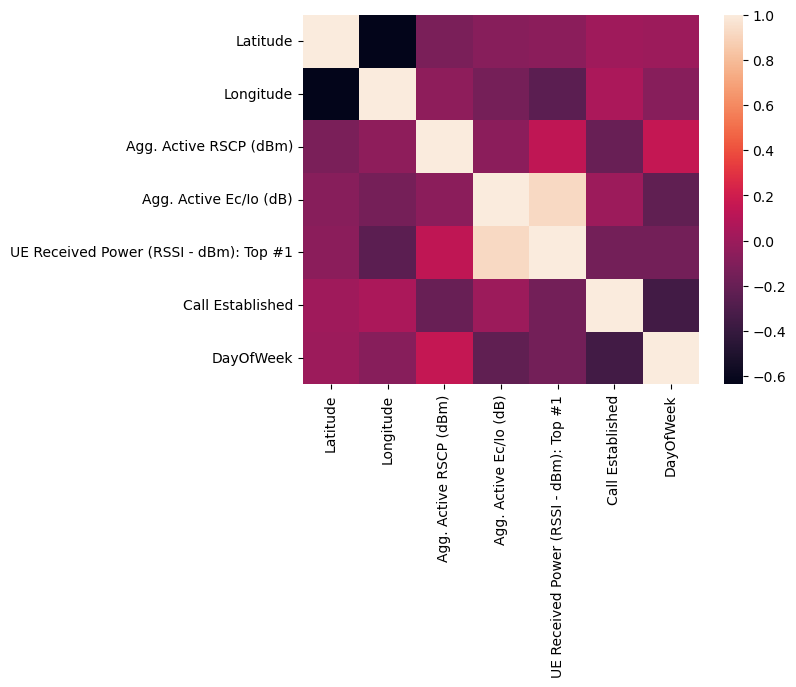 Latitude
Longitude
Agg. Active RSCP (dBm)
Agg. Active Ec/Io (dB)
UE Received Power (RSSI - dBm): Top #1
Call Established
DayOfWeek
Latitude
Longitude
Agg. Active RSCP (dBm)
Agg. Active Ec/Io (dB)
UE Received Power (RSSI - dBm): Top #1
Call Established
DayOfWeek
1.0
0.8
0.6
0.4
0.2
0.0
−0.2
−0.4
−0.6